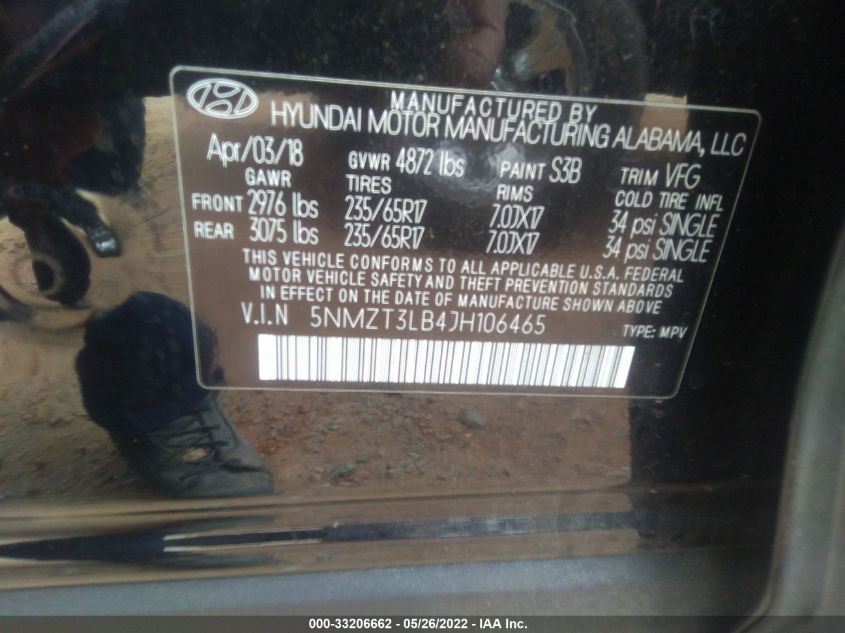 MANUFACTURED BY
HYUNDAI MOTOR MANUFACTURING ALABAMA, LLC
Apr/03/18 GVWR 4872 lbs PAINT S3B TRIM VFG
GAWR TIRES RIMS COLD TIRE INFL
FRONT 2976 lbs 235/65R17 7.0JX17 34 psi SINGLE
REAR 3075 lbs 235/65R17 7.0JX17 34 psi SINGLE
THIS VEHICLE CONFORMS TO ALL APPLICABLE U.S.A. FEDERAL
MOTOR VEHICLE SAFETY AND THEFT PREVENTION STANDARDS
IN EFFECT ON THE DATE OF MANUFACTURE SHOWN ABOVE
V.I.N 5NMZT3LB4JH106465 TYPE: MPV
000-33206662 - 05/26/2022 - IAA Inc.